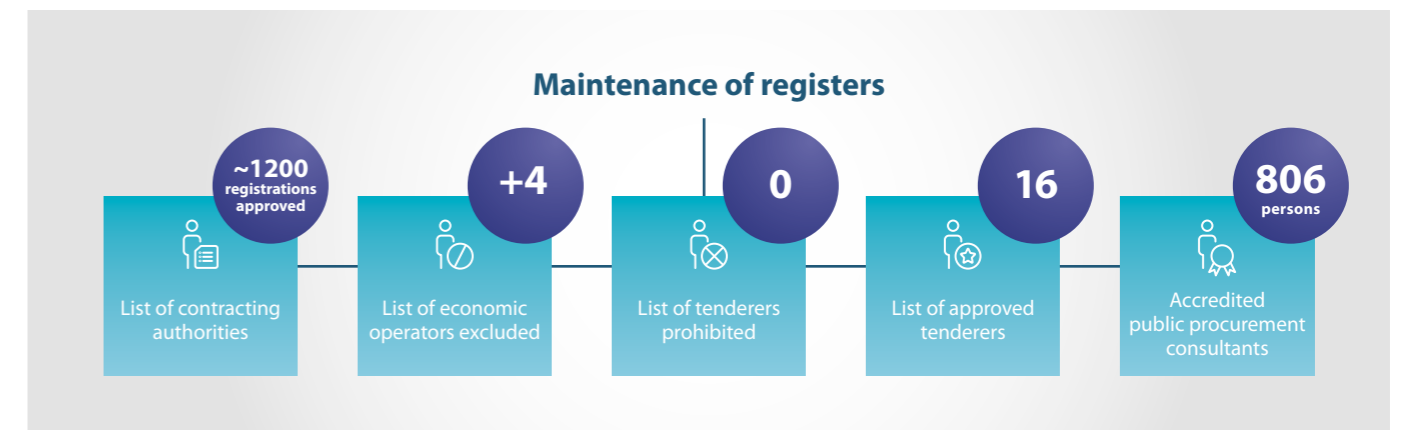 Maintenance of registers
~1200
registrations
approved
List of contracting
authorities
+4
List of economic
operators excluded
0
List of tenderers
prohibited
16
List of approved
tenderers
806
persons
Accredited
public procurement
consultants